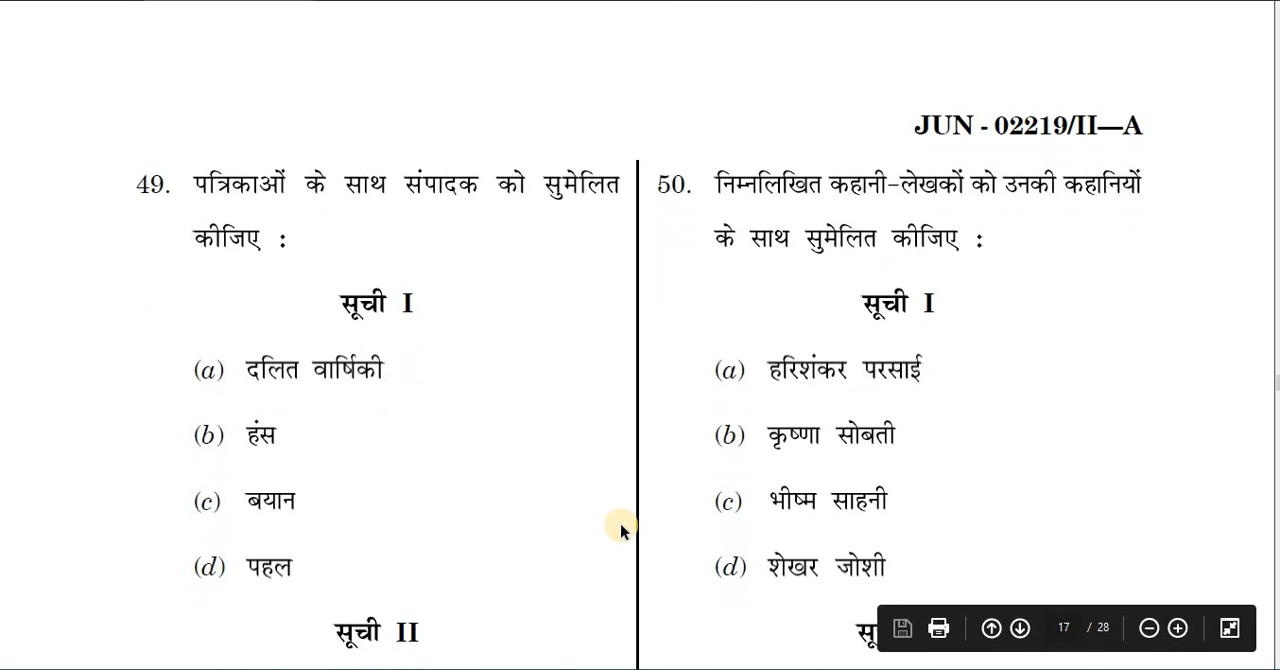 JUN - 02219/II—A
49. पत्रिकाओं के साथ संपादक को सुमेलित
कीजिए :
सूची I
(a) दलित वार्षिकी
(b) हंस
(c) बयान
(d) पहल
सूची II
50. निम्नलिखित कहानी-लेखकों को उनकी कहानियों
के साथ सुमेलित कीजिए :
सूची I
(a) हरिशंकर परसाई
(b) कृष्णा सोबती
(c) भीष्म साहनी
(d) शेखर जोशी
17 / 28